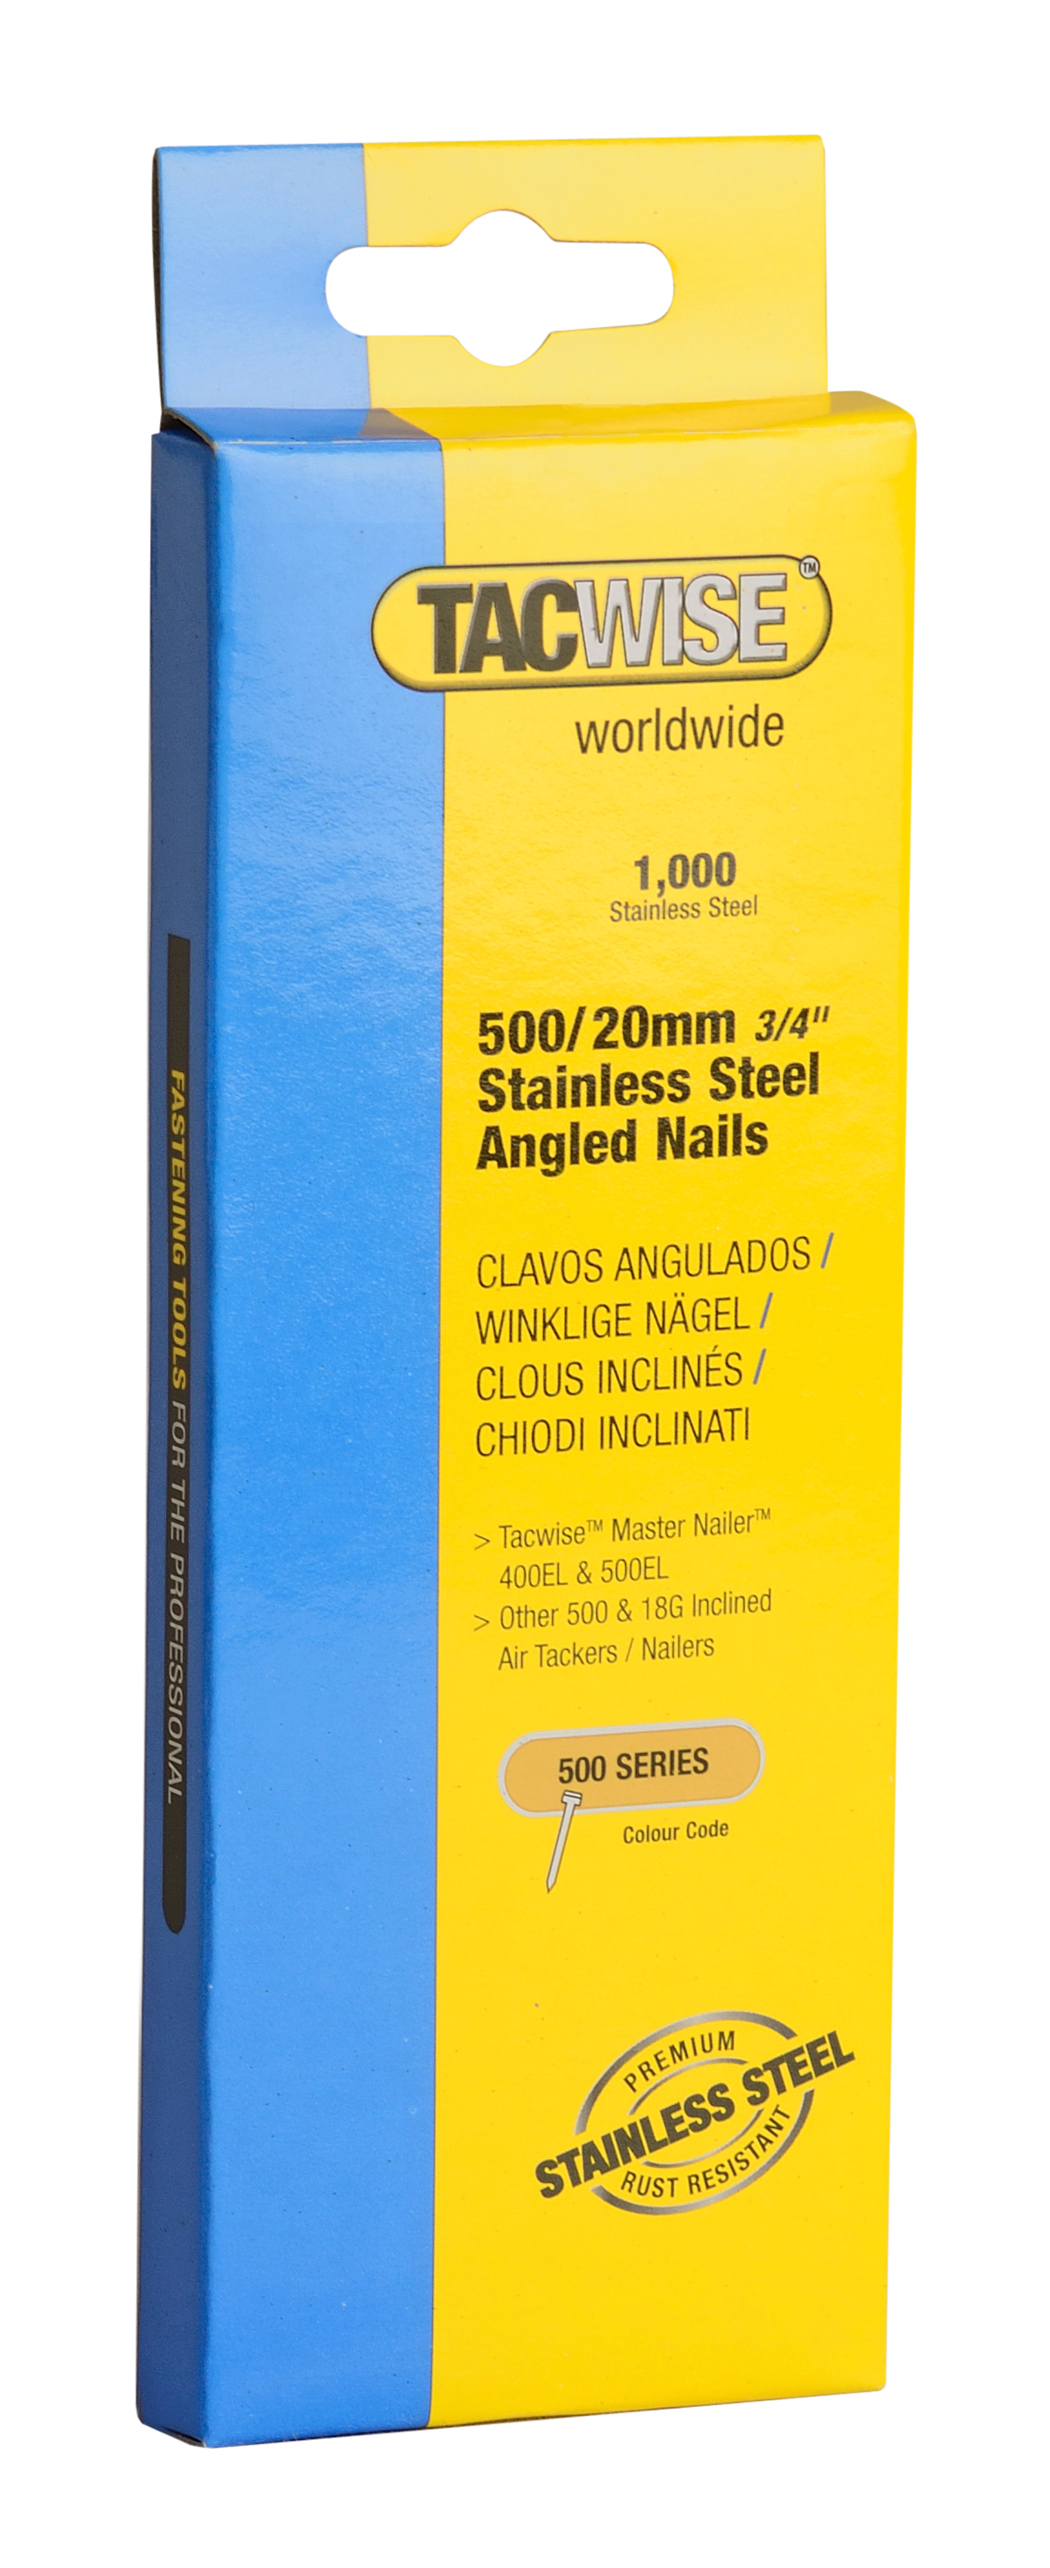 TACWISE™
worldwide
1,000
Stainless Steel
500/20mm 3/4"
Stainless Steel
Angled Nails
CLAVOS ANGULADOS /
WINKLIGE NÄGEL /
CLOUS INCLINÉS /
CHIODI INCLINATI
> Tacwise™ Master Nailer™
400EL & 500EL
> Other 500 & 18G Inclined
Air Tackers / Nailers
500 SERIES
Colour Code
PREMIUM
STAINLESS STEEL
RUST RESISTANT
FASTENING TOOLS FOR THE PROFESSIONAL